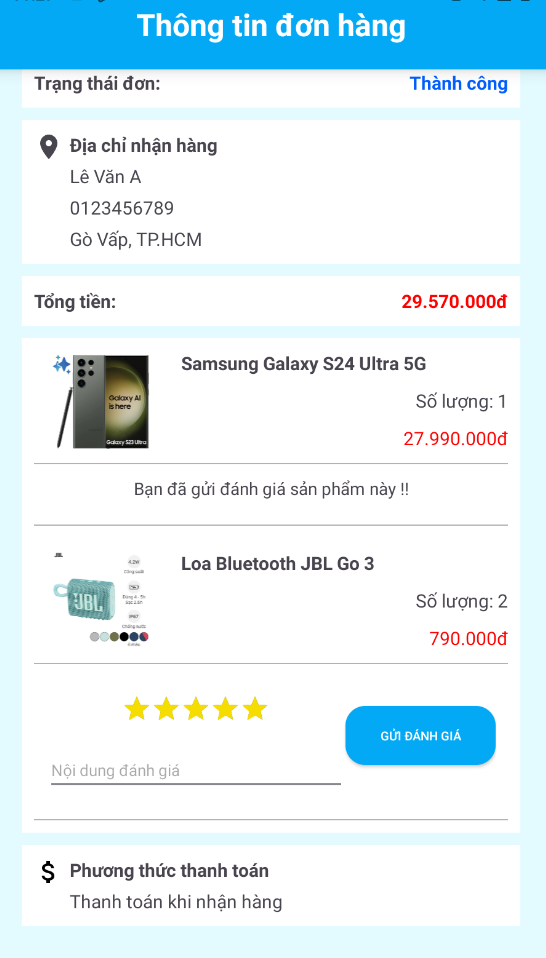 Thông tin đơn hàng
Trạng thái đơn: Thành công
Địa chỉ nhận hàng
Lê Văn A
0123456789
Gò Vấp, TP.HCM
Tổng tiền: 29.570.000đ
Samsung Galaxy S24 Ultra 5G
Galaxy AI
is here
Galaxy S23 Ultra
Số lượng: 1
27.990.000đ
Bạn đã gửi đánh giá sản phẩm này !!
Loa Bluetooth JBL Go 3
JBL
Số lượng: 2
790.000đ
GỬI ĐÁNH GIÁ
Nội dung đánh giá
$ Phương thức thanh toán
Thanh toán khi nhận hàng